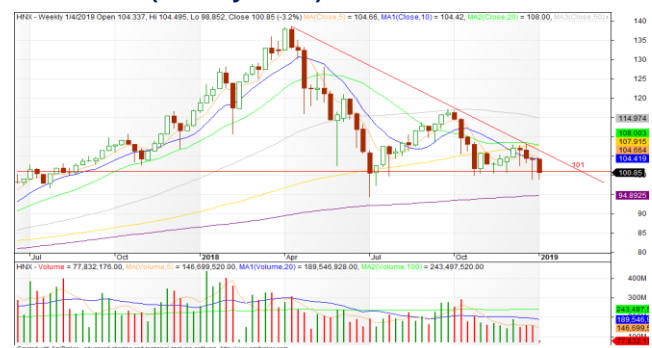 HNX - Weekly 1/4/2019 Open 104.337, Hi 104.495, Lo 98.852, Close 100.85 (-3.2%) MA(Close,5) = 104.66, MA1(Close,10) = 104.42, MA2(Close,20) = 108.00, MA3(Close,50)
140
135
130
125
120
114.974
110
108.003
107.915
104.664
104.419
101
100.85
94.8925
90
85
80
Jul
Oct
2018
Apr
Jul
Oct
2019
HNX - Volume = 77,832,176.00, MA(Volume,5) = 146,699,520.00, MA1(Volume,20) = 189,546,928.00, MA2(Volume,100) = 243,497,520.00
400M
300M
243,497,5
189,546,9
146,699,5
77,832,17